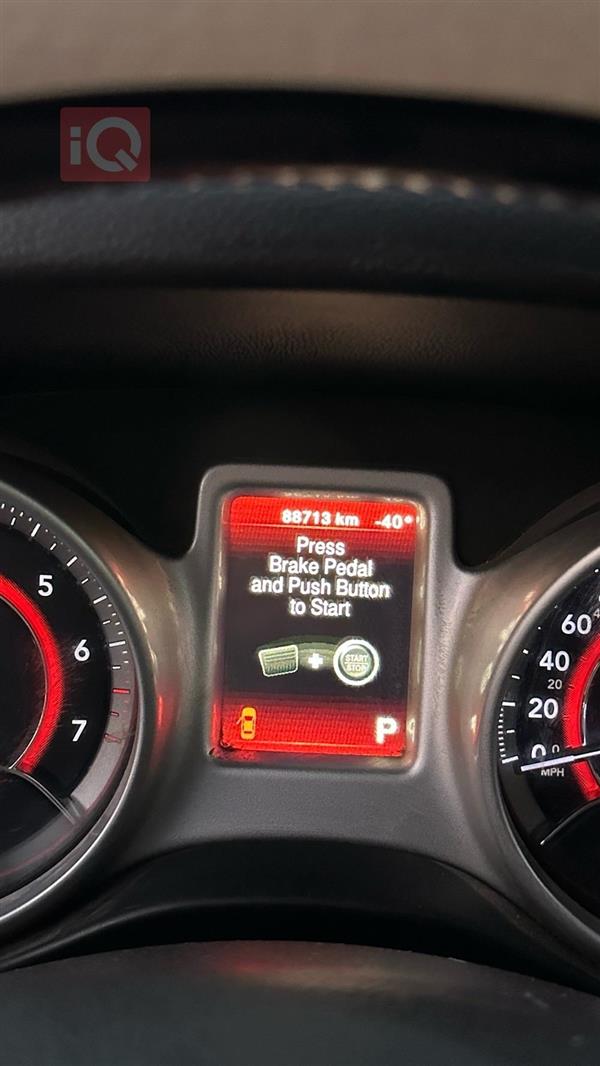 iQ
88713 km -40°
Press
Brake Pedal
and Push Button
to Start
START
STOP
P
5
6
7
60
40
20
20
0 0
MPH